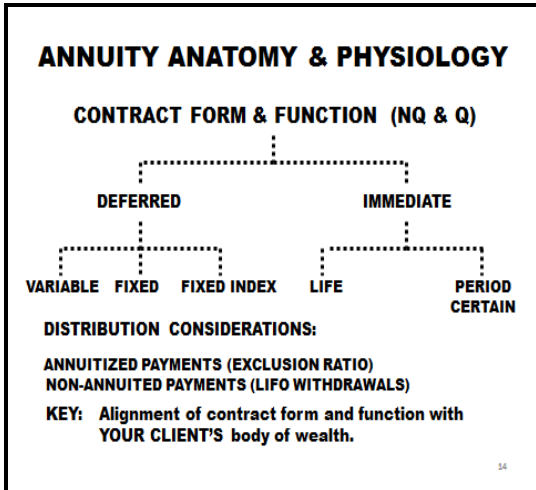 ANNUITY ANATOMY & PHYSIOLOGY
CONTRACT FORM & FUNCTION (NQ & Q)
DEFERRED IMMEDIATE
VARIABLE FIXED FIXED INDEX LIFE PERIOD
CERTAIN
DISTRIBUTION CONSIDERATIONS:
ANNUITIZED PAYMENTS (EXCLUSION RATIO)
NON-ANNUITED PAYMENTS (LIFO WITHDRAWALS)
KEY: Alignment of contract form and function with
YOUR CLIENT'S body of wealth.
14